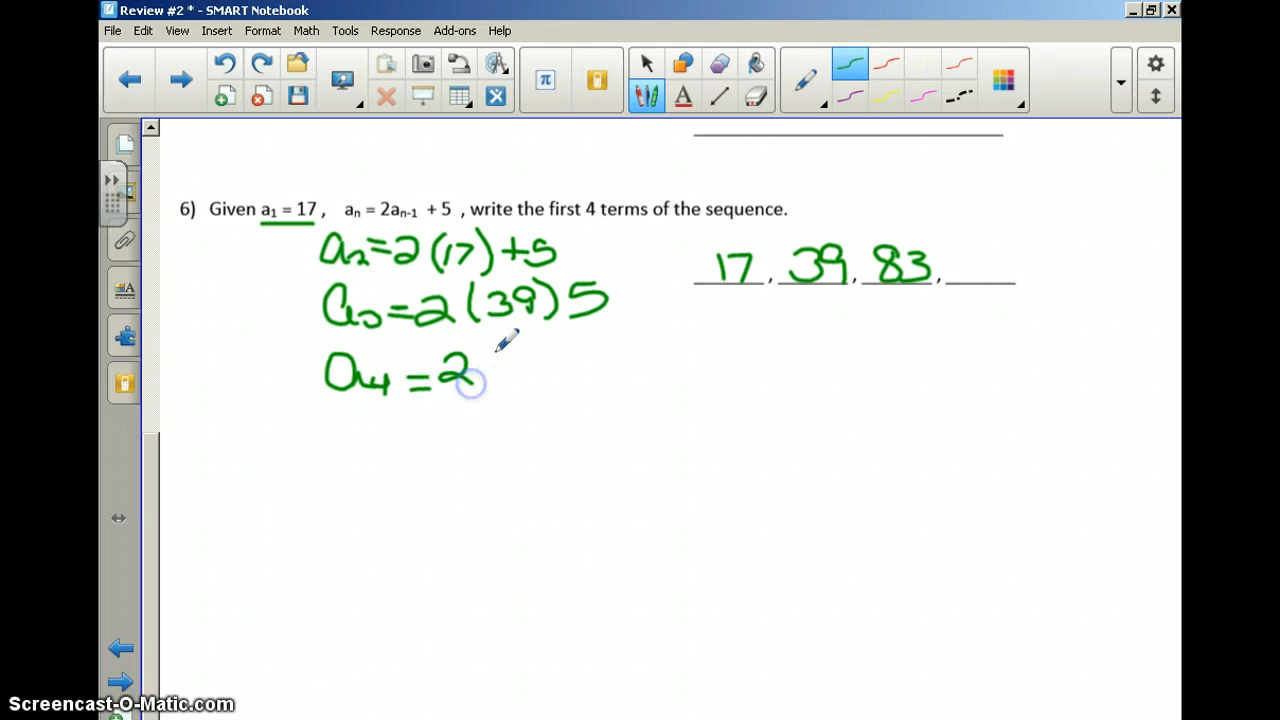 Review #2 * - SMART Notebook
File Edit View Insert Format Math Tools Response Add-ons Help
π A
6) Given a₁ = 17 , aₙ = 2aₙ₋₁ + 5 , write the first 4 terms of the sequence.
a₂=2(17)+5
17, 39, 83, 
a₃=2(39)5
a₄=2
Screencast-O-Matic.com